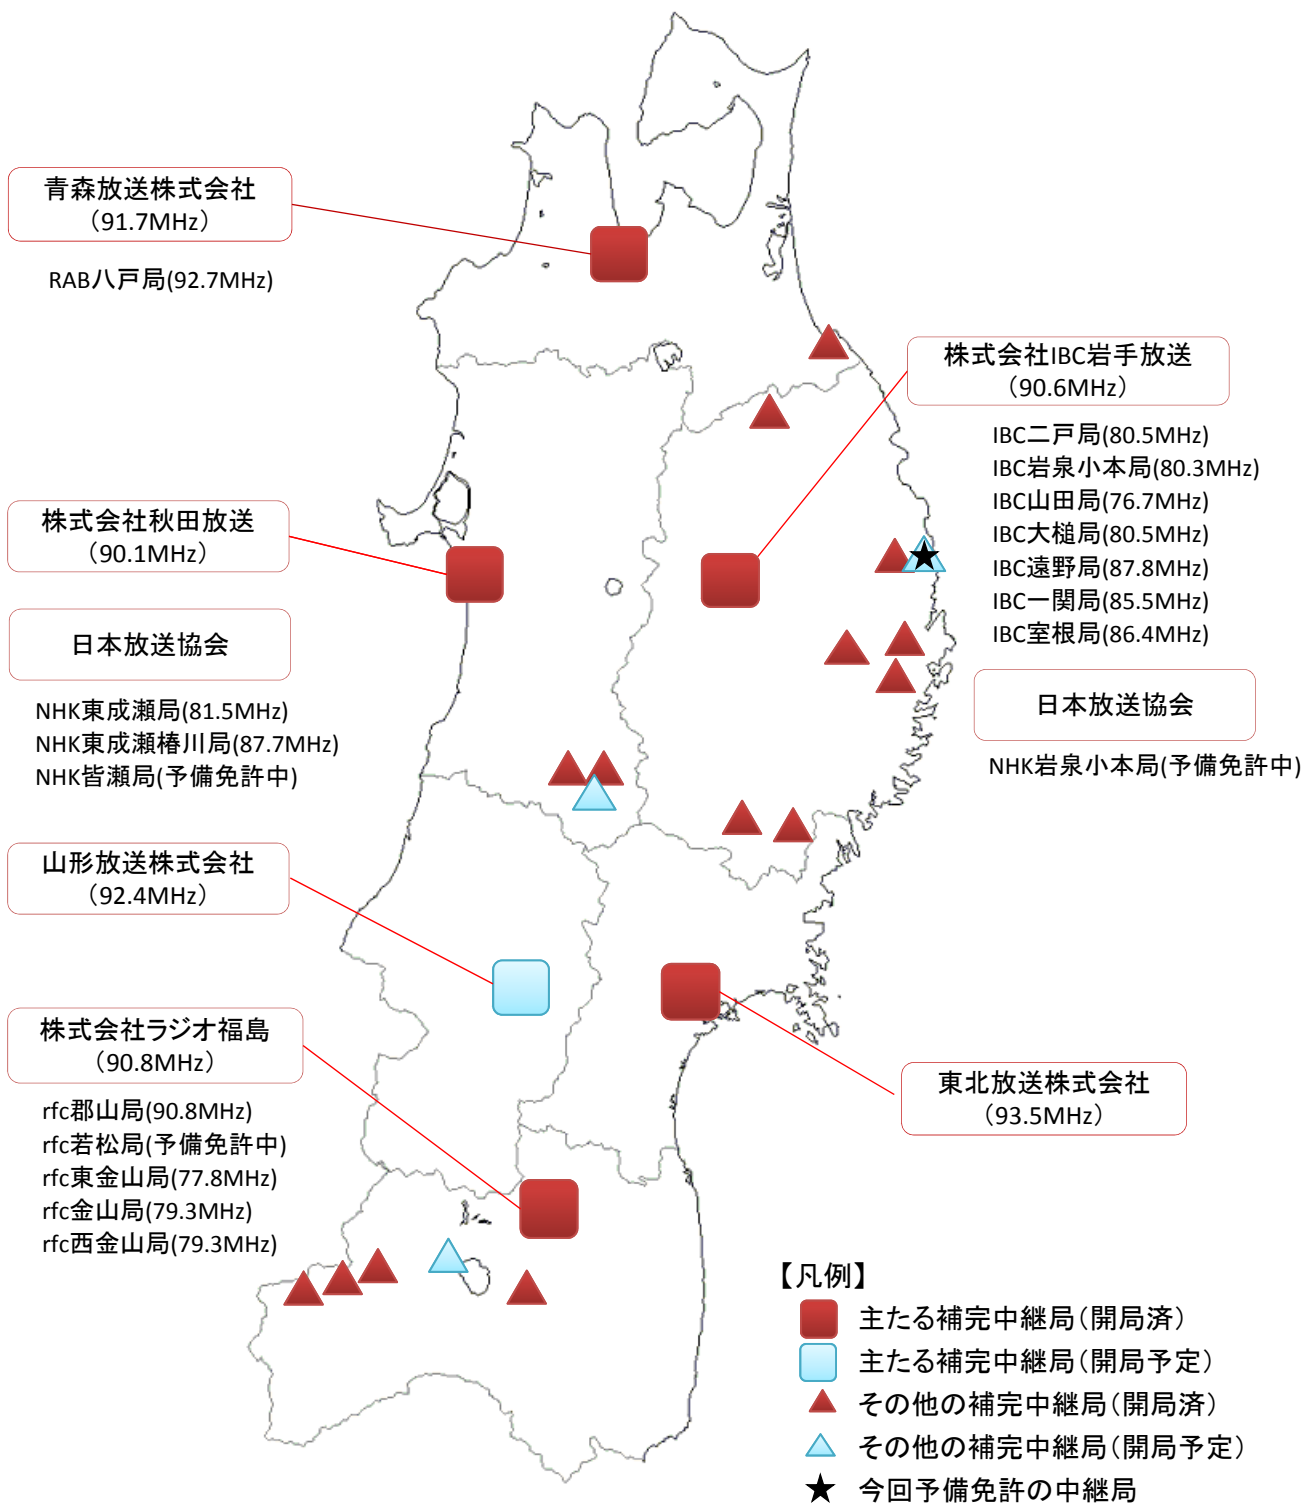 青森放送株式会社
（91.7MHz）
RAB八戸局(92.7MHz)
株式会社IBC岩手放送
（90.6MHz）
IBC二戸局(80.5MHz)
IBC岩泉小本局(80.3MHz)
IBC山田局(76.7MHz)
IBC大槌局(80.5MHz)
IBC遠野局(87.8MHz)
IBC一関局(85.5MHz)
IBC室根局(86.4MHz)
株式会社秋田放送
（90.1MHz）
日本放送協会
NHK東成瀬局(81.5MHz)
NHK東成瀬椿川局(87.7MHz)
NHK皆瀬局(予備免許中)
日本放送協会
NHK岩泉小本局(予備免許中)
山形放送株式会社
（92.4MHz）
株式会社ラジオ福島
（90.8MHz）
rfc郡山局(90.8MHz)
rfc若松局(予備免許中)
rfc東金山局(77.8MHz)
rfc金山局(79.3MHz)
rfc西金山局(79.3MHz)
東北放送株式会社
（93.5MHz）
【凡例】
主たる補完中継局（開局済）
主たる補完中継局（開局予定）
その他の補完中継局（開局済）
その他の補完中継局（開局予定）
今回予備免許の中継局